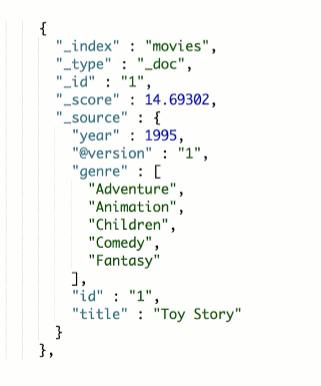 {
"_index" : "movies",
"_type" : "_doc",
"_id" : "1",
"_score" : 14.69302,
"_source" : {
"year" : 1995,
"@version" : "1",
"genre" : [
"Adventure",
"Animation",
"Children",
"Comedy",
"Fantasy"
],
"id" : "1",
"title" : "Toy Story"
}
},